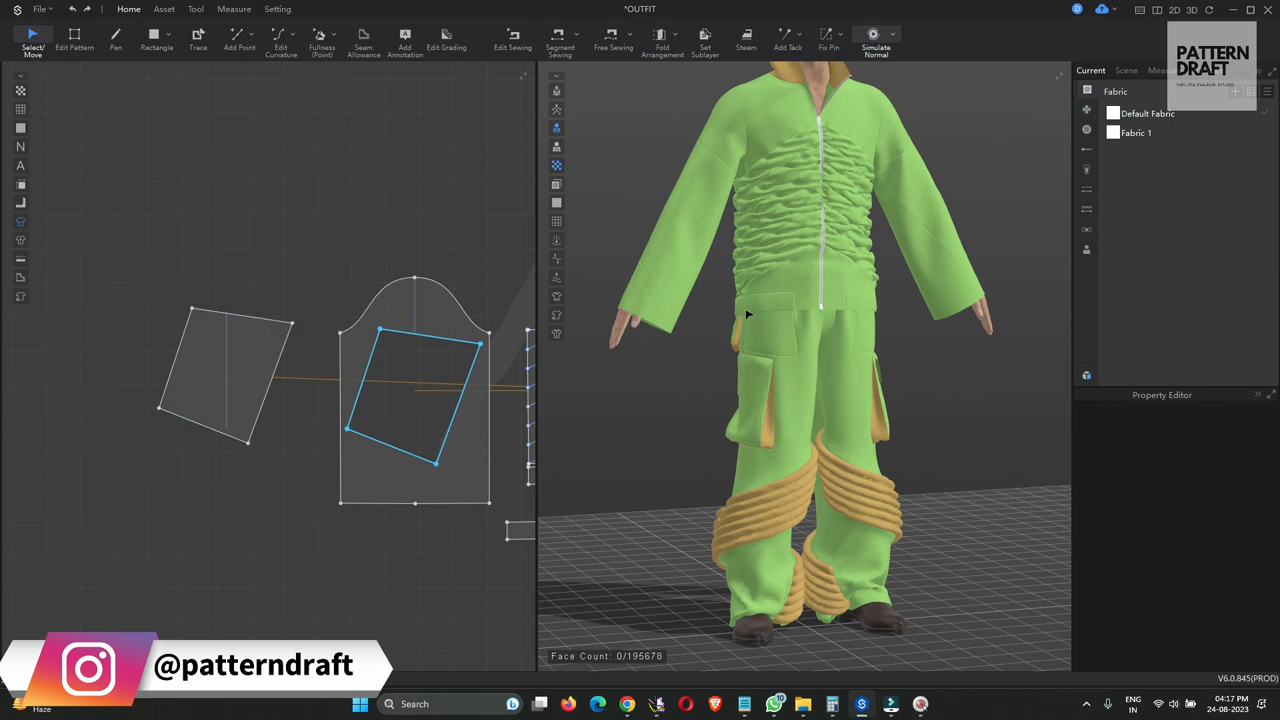 File
Home
Asset
Tool
Measure
Setting
*OUTFIT
2D
3D
Select/
Move
Edit Pattern
Pen
Rectangle
Trace
Add Point
Edit
Curvature
Fullness
(Point)
Seam
Allowance
Add
Annotation
Edit Grading
Edit Sewing
Segment
Sewing
Free Sewing
Fold
Arrangement
Set
Sublayer
Steam
Add Tack
Fix Pin
Simulate
Normal
PATTERN
DRAFT
Current
Scene
Fabric
Default Fabric
Fabric 1
Property Editor
Face Count: 0/195678
@patterndraft
V6.0.845(PROD)
Haze
Search
10
ENG
IN
04:17 PM
24-08-2023